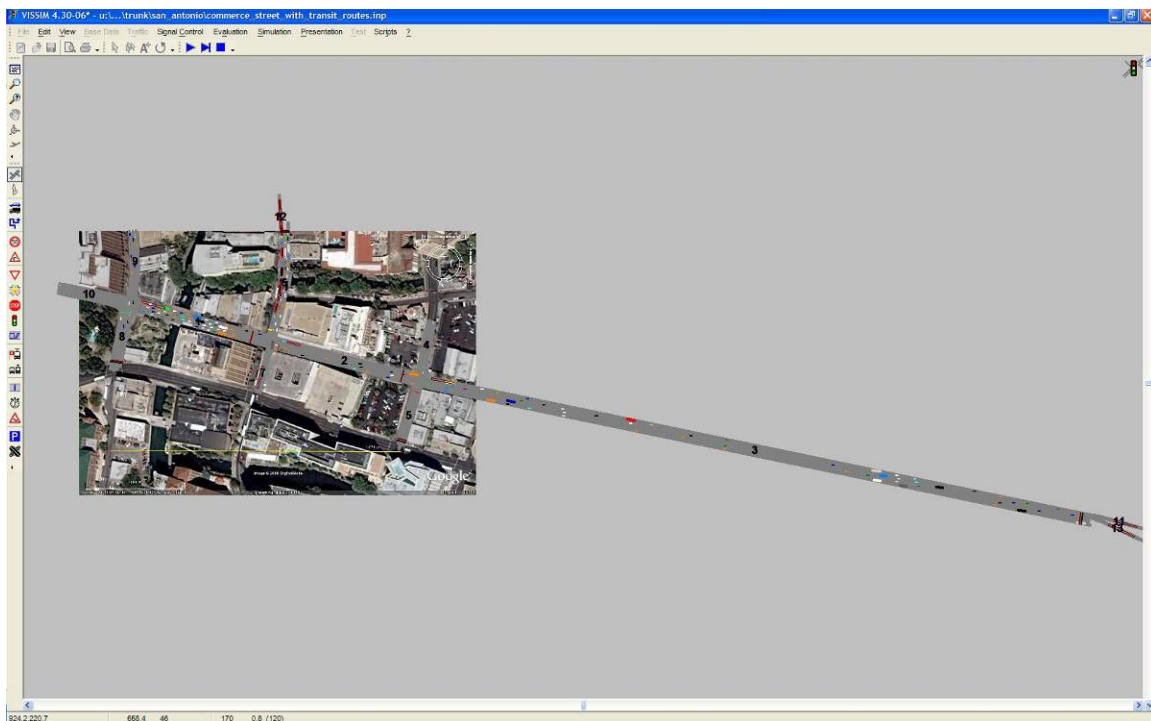 VISSIM 4.30-06* - u:\...\trunk\san_antonio\commerce_street_with_transit_routes.inp
File Edit View Base Data Traffic Signal Control Evaluation Simulation Presentation Test Scripts ?
12
9
10
8
2
4
5
3
14
13
Google
924.2:220.7 658.4 46 170 0.8 (120)